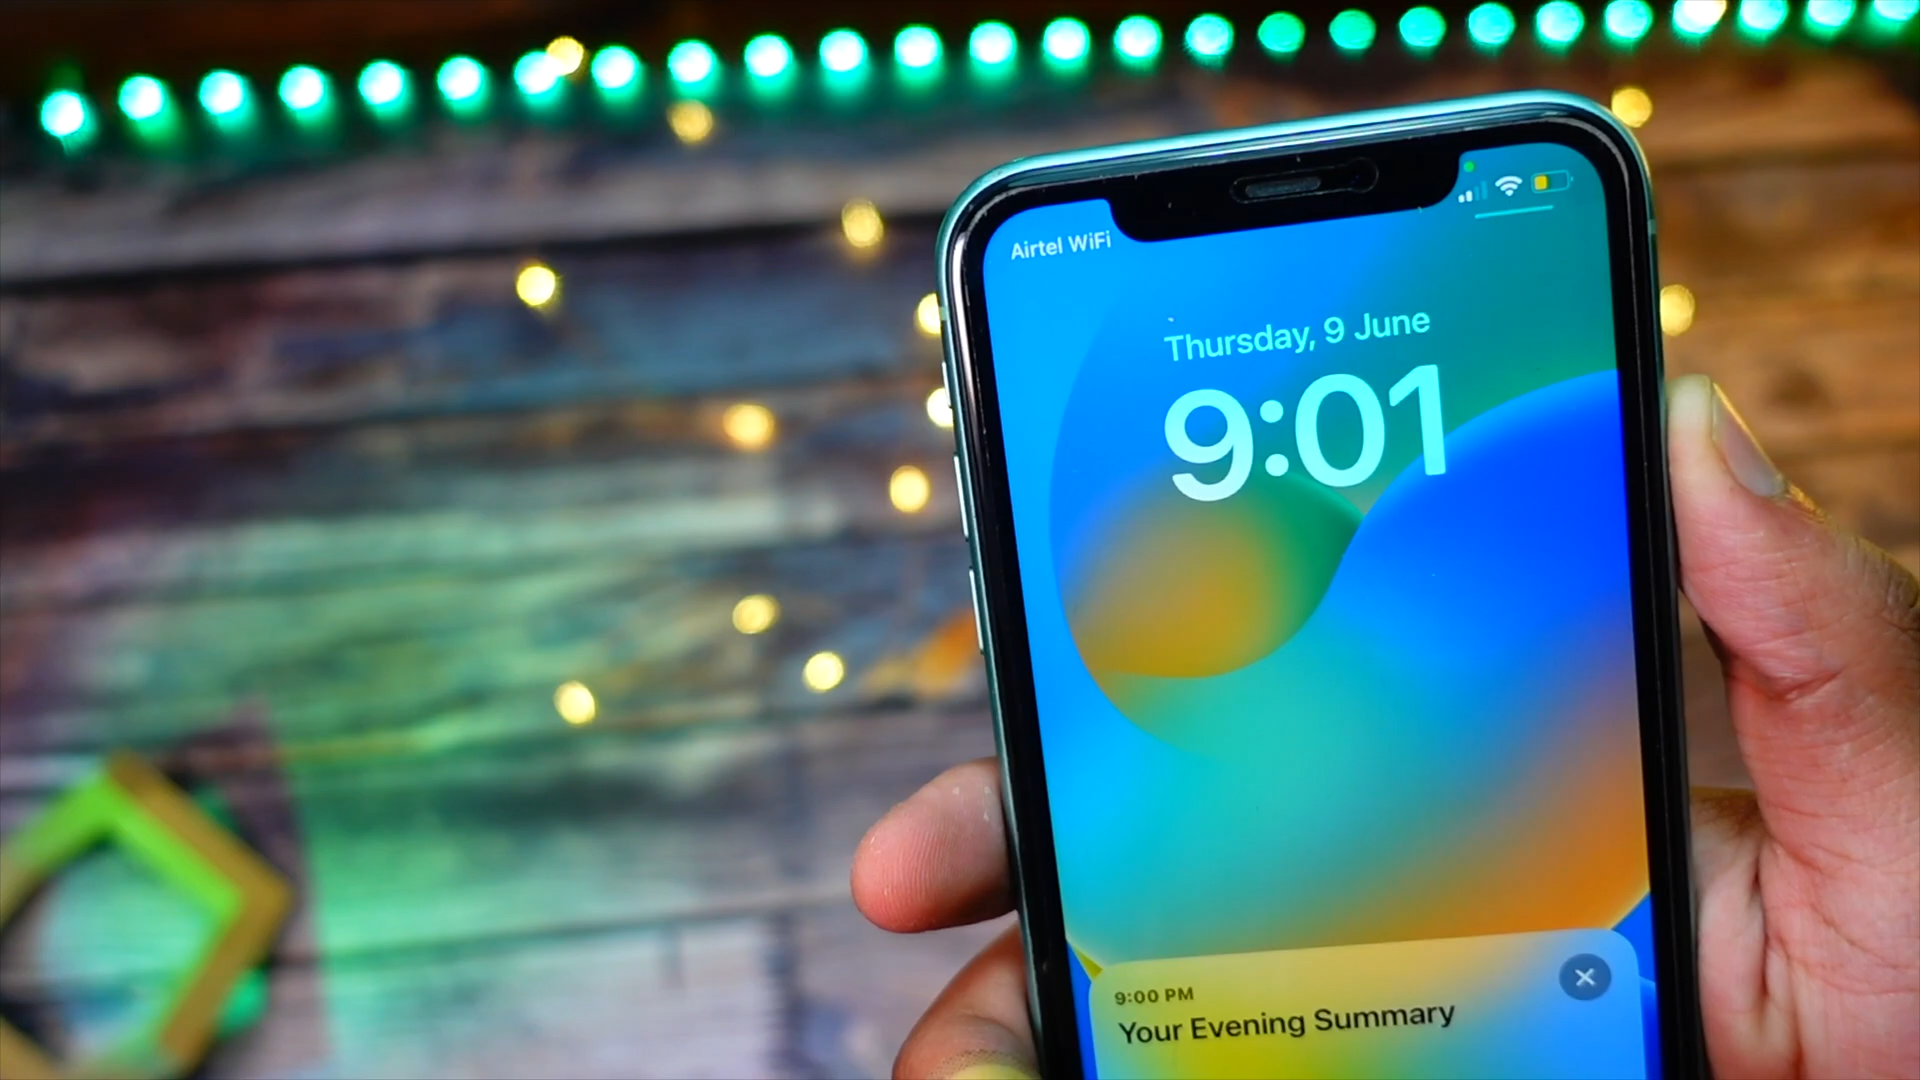 Airtel WiFi
Thursday, 9 June
9:01
9:00 PM
Your Evening Summary